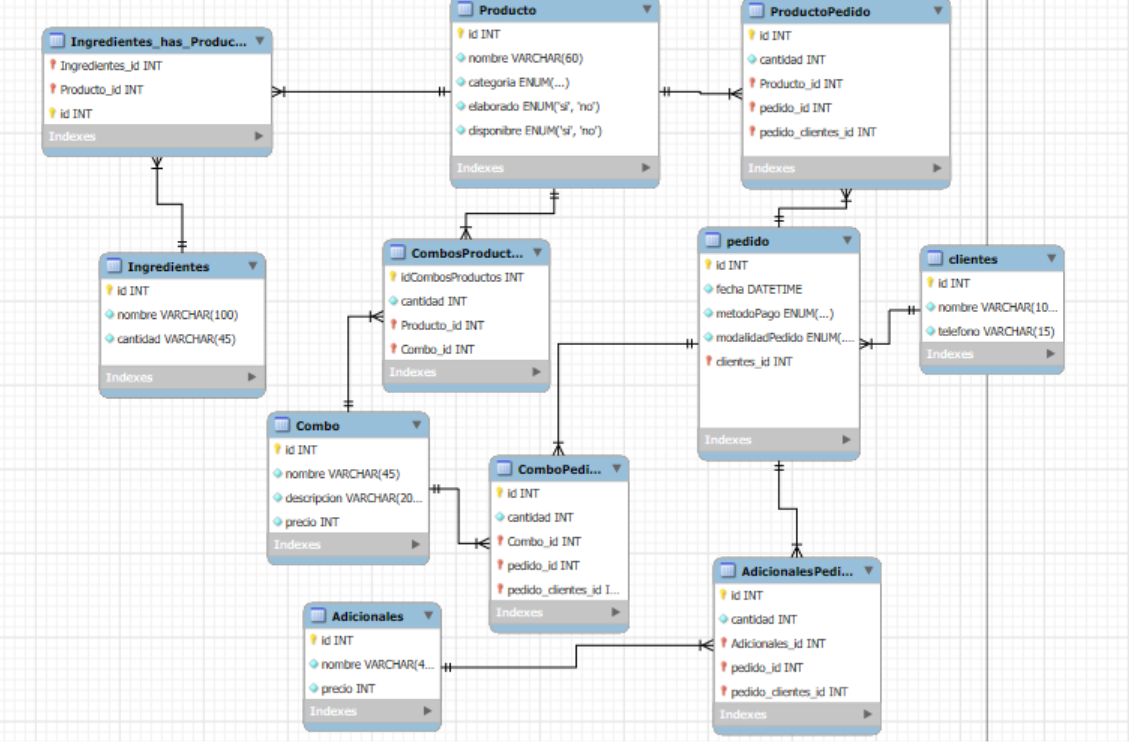 Ingredientes_has_Produc...
Ingredientes_id INT
Producto_id INT
id INT
Indexes
Producto
id INT
nombre VARCHAR(60)
categoria ENUM(...)
elaborado ENUM('si', 'no')
disponibre ENUM('si', 'no')
Indexes
ProductoPedido
id INT
cantidad INT
Producto_id INT
pedido_id INT
pedido_clientes_id INT
Indexes
Ingredientes
id INT
nombre VARCHAR(100)
cantidad VARCHAR(45)
Indexes
CombosProduct...
idCombosProductos INT
cantidad INT
Producto_id INT
Combo_id INT
Indexes
pedido
id INT
fecha DATETIME
metodoPago ENUM(...)
modalidadPedido ENUM(....
clientes_id INT
Indexes
clientes
id INT
nombre VARCHAR(10...
telefono VARCHAR(15)
Indexes
Combo
id INT
nombre VARCHAR(45)
descripcion VARCHAR(20...
precio INT
Indexes
ComboPedi...
id INT
cantidad INT
Combo_id INT
pedido_id INT
pedido_clientes_id I...
Indexes
Adicionales
id INT
nombre VARCHAR(4...
precio INT
Indexes
AdicionalesPedi...
id INT
cantidad INT
Adicionales_id INT
pedido_id INT
pedido_clientes_id INT
Indexes